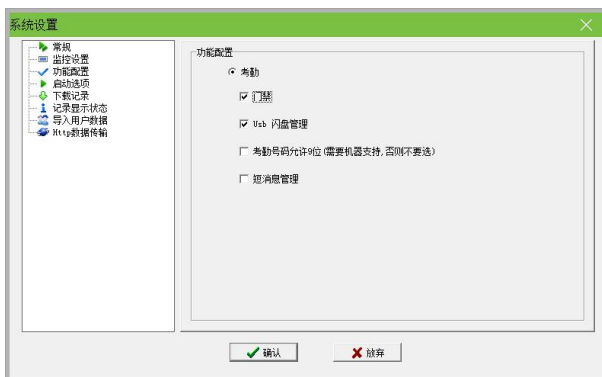 系统设置
常规
监控设置
功能配置
启动选项
下载记录
记录显示状态
导入用户数据
Http数据传输
功能配置
考勤
门禁
Usb 闪盘管理
考勤号码允许9位(需要机器支持,否则不要选)
短消息管理
确认
放弃